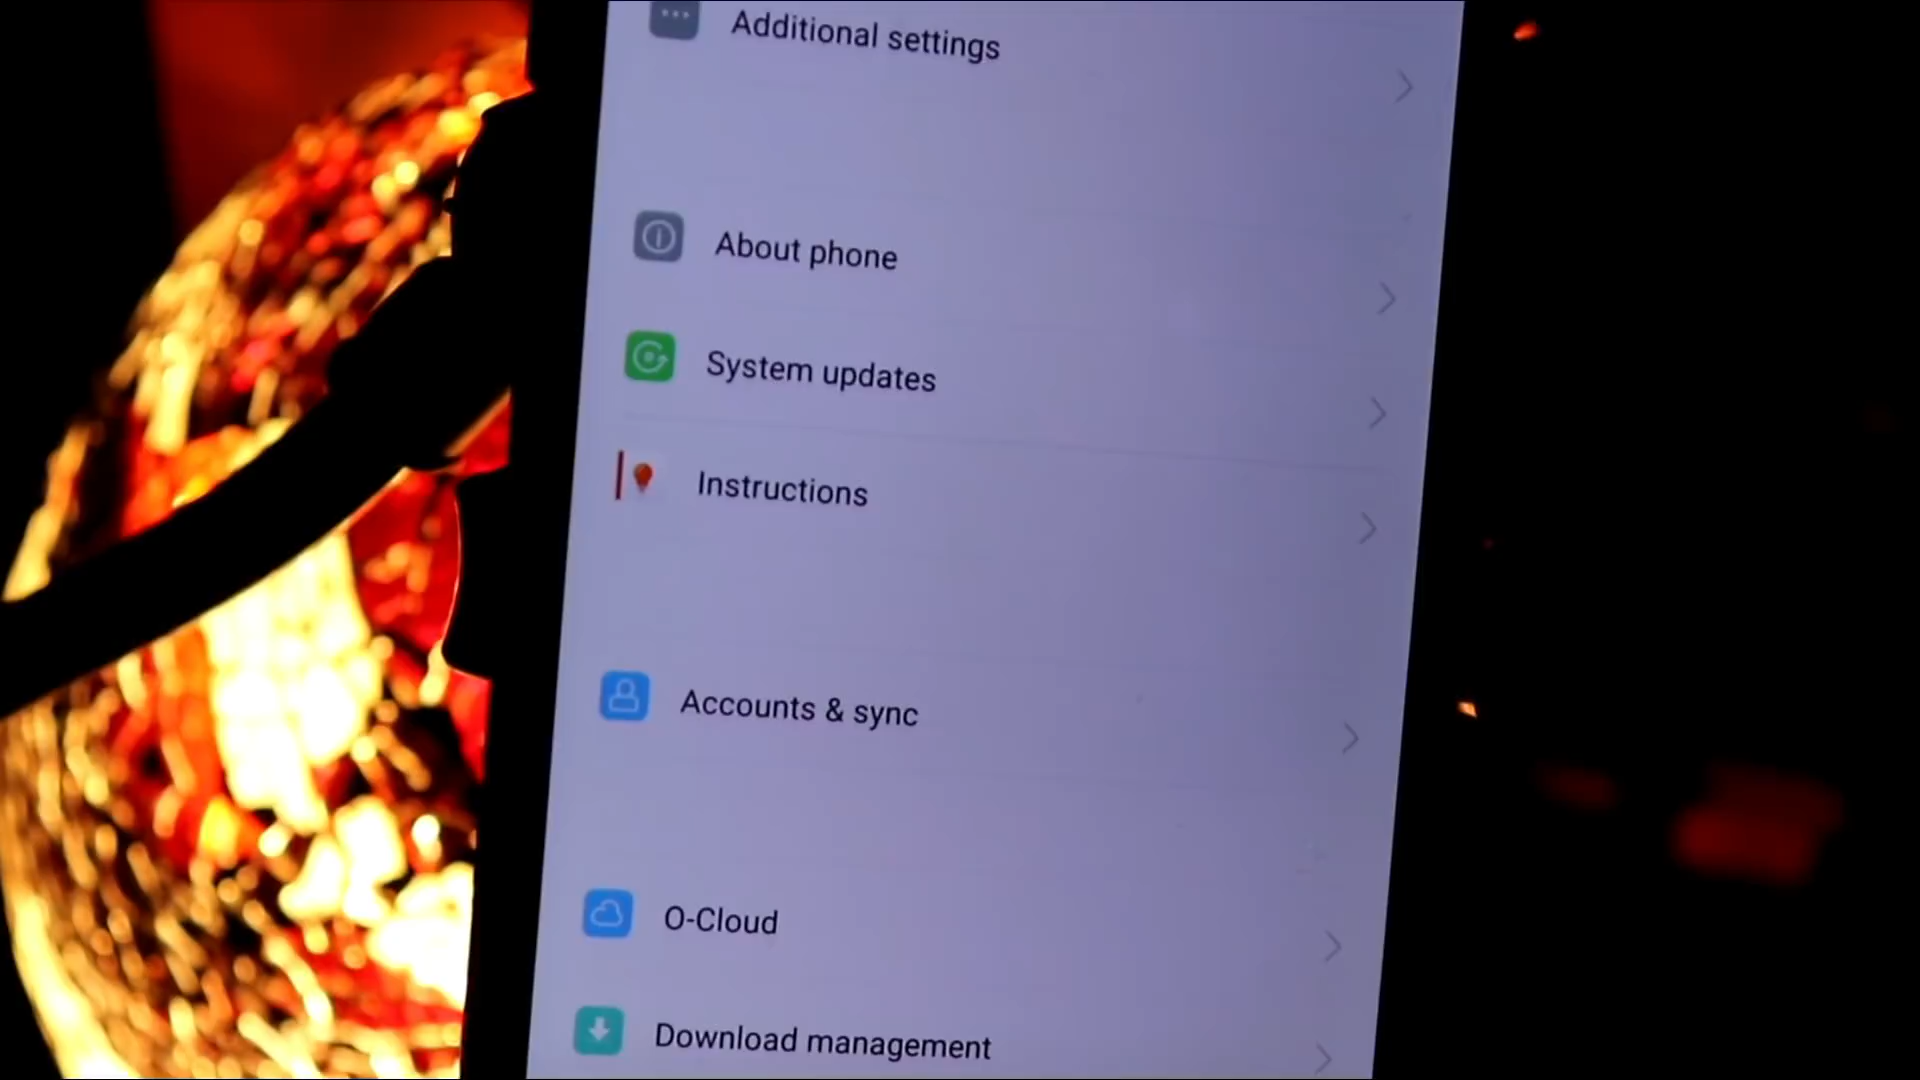 Additional settings
About phone
System updates
Instructions
Accounts & sync
O-Cloud
Download management